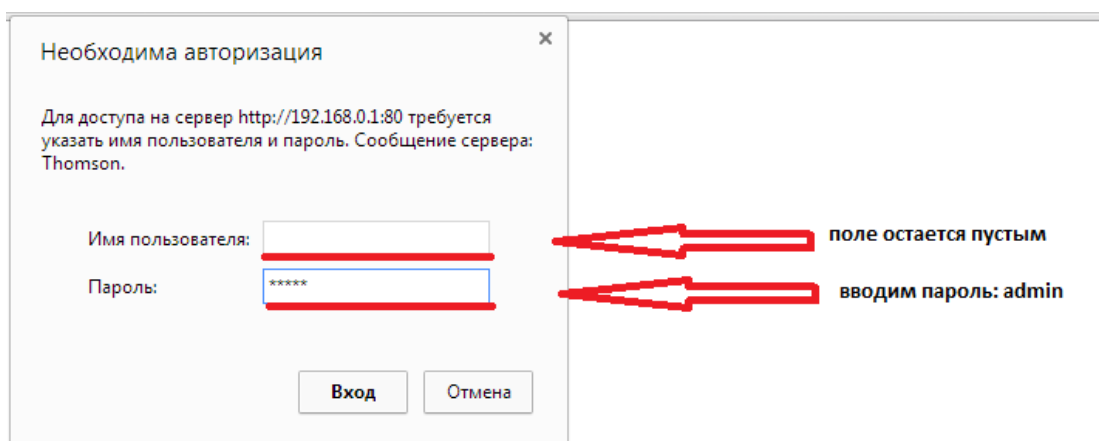 Необходима авторизация
Для доступа на сервер http://192.168.0.1:80 требуется
указать имя пользователя и пароль. Сообщение сервера:
Thomson.
Имя пользователя:
поле остается пустым
Пароль: *****
вводим пароль: admin
Вход Отмена